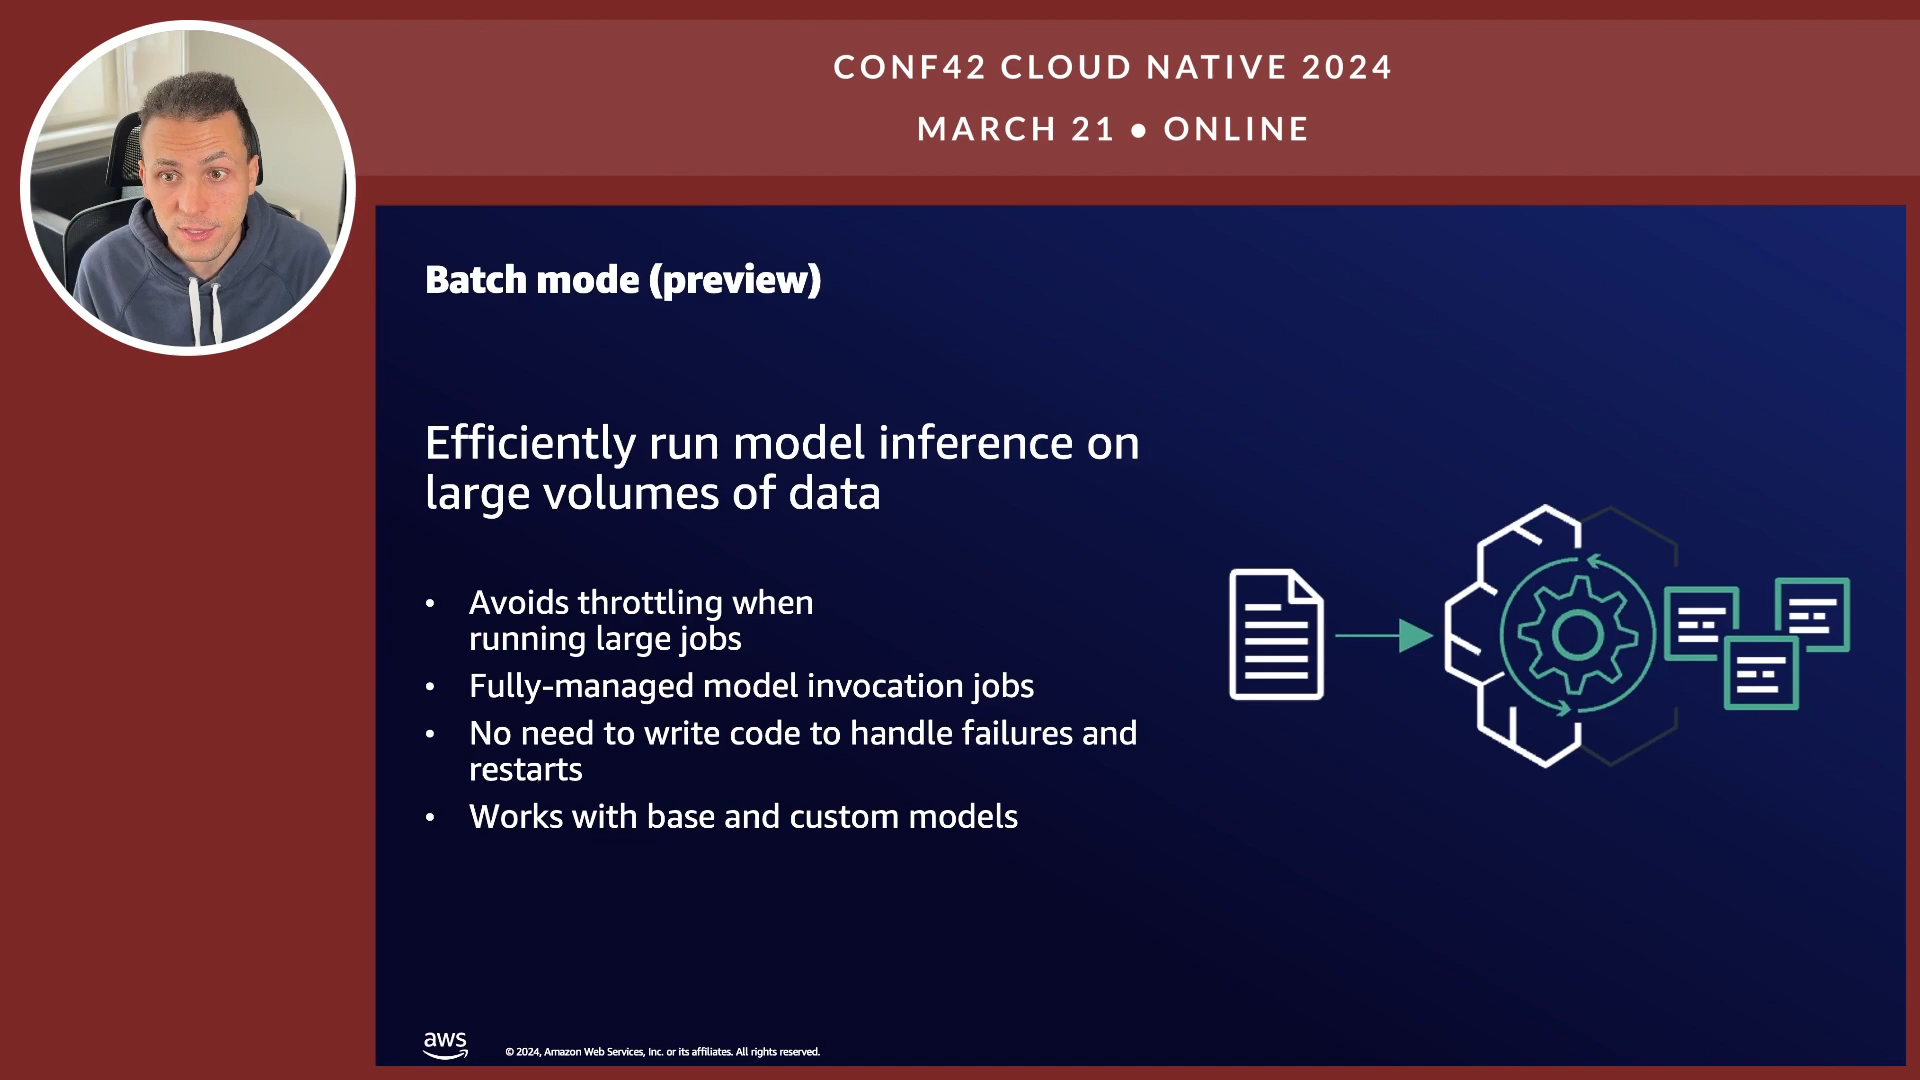 CONF42 CLOUD NATIVE 2024
MARCH 21 • ONLINE
Batch mode (preview)
Efficiently run model inference on
large volumes of data
• Avoids throttling when
running large jobs
• Fully-managed model invocation jobs
• No need to write code to handle failures and
restarts
• Works with base and custom models
aws
© 2024, Amazon Web Services, Inc. or its affiliates. All rights reserved.